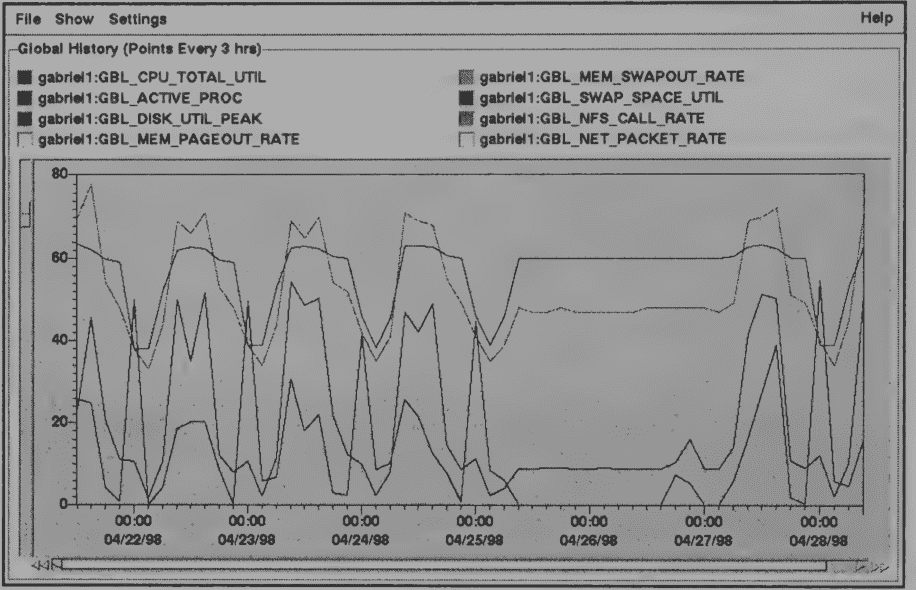 File Show Settings Help
Global History (Points Every 3 hrs)
gabriel1:GBL_CPU_TOTAL_UTIL gabriel1:GBL_MEM_SWAPOUT_RATE
gabriel1:GBL_ACTIVE_PROC gabriel1:GBL_SWAP_SPACE_UTIL
gabriel1:GBL_DISK_UTIL_PEAK gabriel1:GBL_NFS_CALL_RATE
gabriel1:GBL_MEM_PAGEOUT_RATE gabriel1:GBL_NET_PACKET_RATE
80
60
40
20
0
00:00 00:00 00:00 00:00 00:00 00:00 00:00
04/22/98 04/23/98 04/24/98 04/25/98 04/26/98 04/27/98 04/28/98